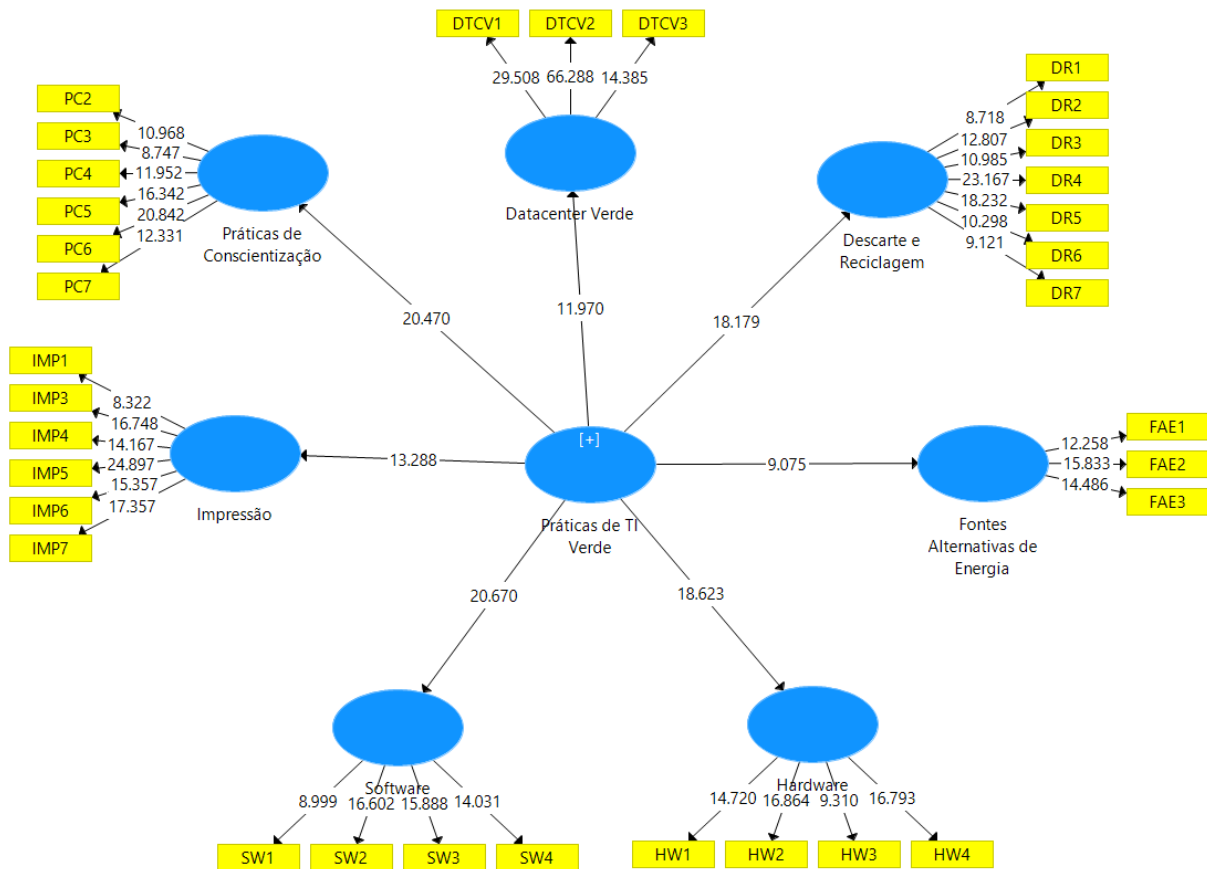 DTCV1 DTCV2 DTCV3
29.508 66.288 14.385
Datacenter Verde
PC2
PC3
PC4
PC5
PC6
PC7
10.968
8.747
11.952
16.342
20.842
12.331
Práticas de
Conscientização
DR1
DR2
DR3
DR4
DR5
DR6
DR7
8.718
12.807
10.985
23.167
18.232
10.298
9.121
Descarte e
Reciclagem
20.470
11.970
18.179
IMP1
IMP3
IMP4
IMP5
IMP6
IMP7
8.322
16.748
14.167
24.897
15.357
17.357
Impressão
13.288
[+]
Práticas de TI
Verde
9.075
FAE1
FAE2
FAE3
12.258
15.833
14.486
Fontes
Alternativas de
Energia
20.670
18.623
Software
8.999 16.602 15.888 14.031
SW1 SW2 SW3 SW4
Hardware
14.720 16.864 9.310 16.793
HW1 HW2 HW3 HW4